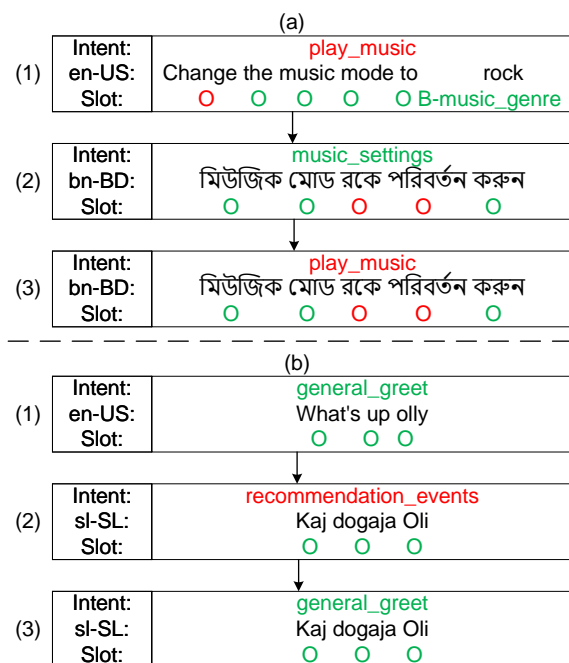 (a)
Intent: play_music
(1) en-US: Change the music mode to rock
Slot: O O O O O B-music_genre
Intent: music_settings
(2) bn-BD: মিউজিক মোড রকে পরিবর্তন করুন
Slot: O O O O O
Intent: play_music
(3) bn-BD: মিউজিক মোড রকে পরিবর্তন করুন
Slot: O O O O O
(b)
Intent: general_greet
(1) en-US: What's up olly
Slot: O O O
Intent: recommendation_events
(2) sl-SL: Kaj dogaja Oli
Slot: O O O
Intent: general_greet
(3) sl-SL: Kaj dogaja Oli
Slot: O O O